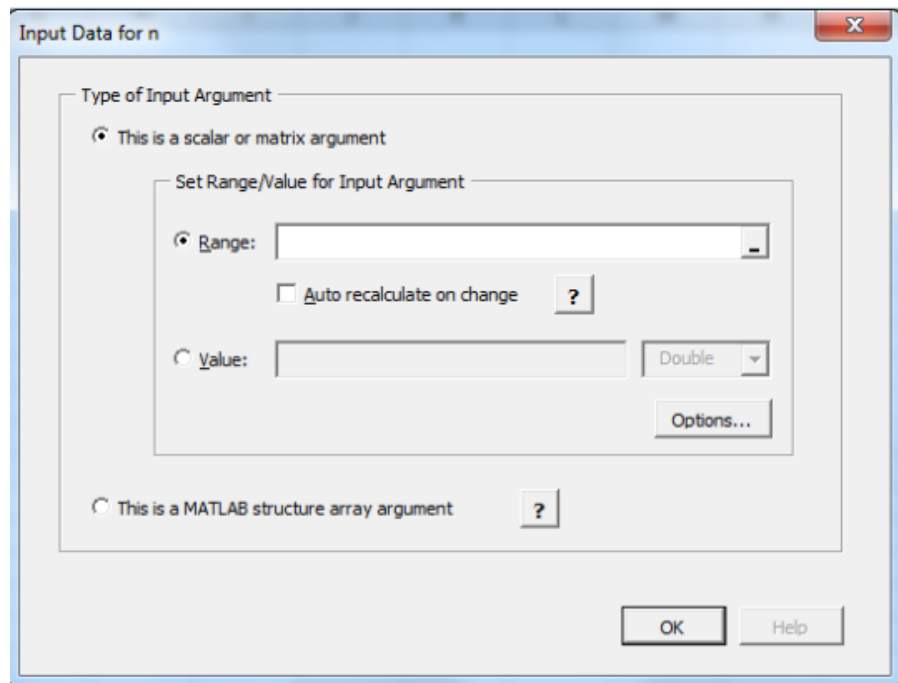 Input Data for n
Type of Input Argument
This is a scalar or matrix argument
Set Range/Value for Input Argument
Range:
Auto recalculate on change ?
Value: Double
Options...
This is a MATLAB structure array argument ?
OK Help